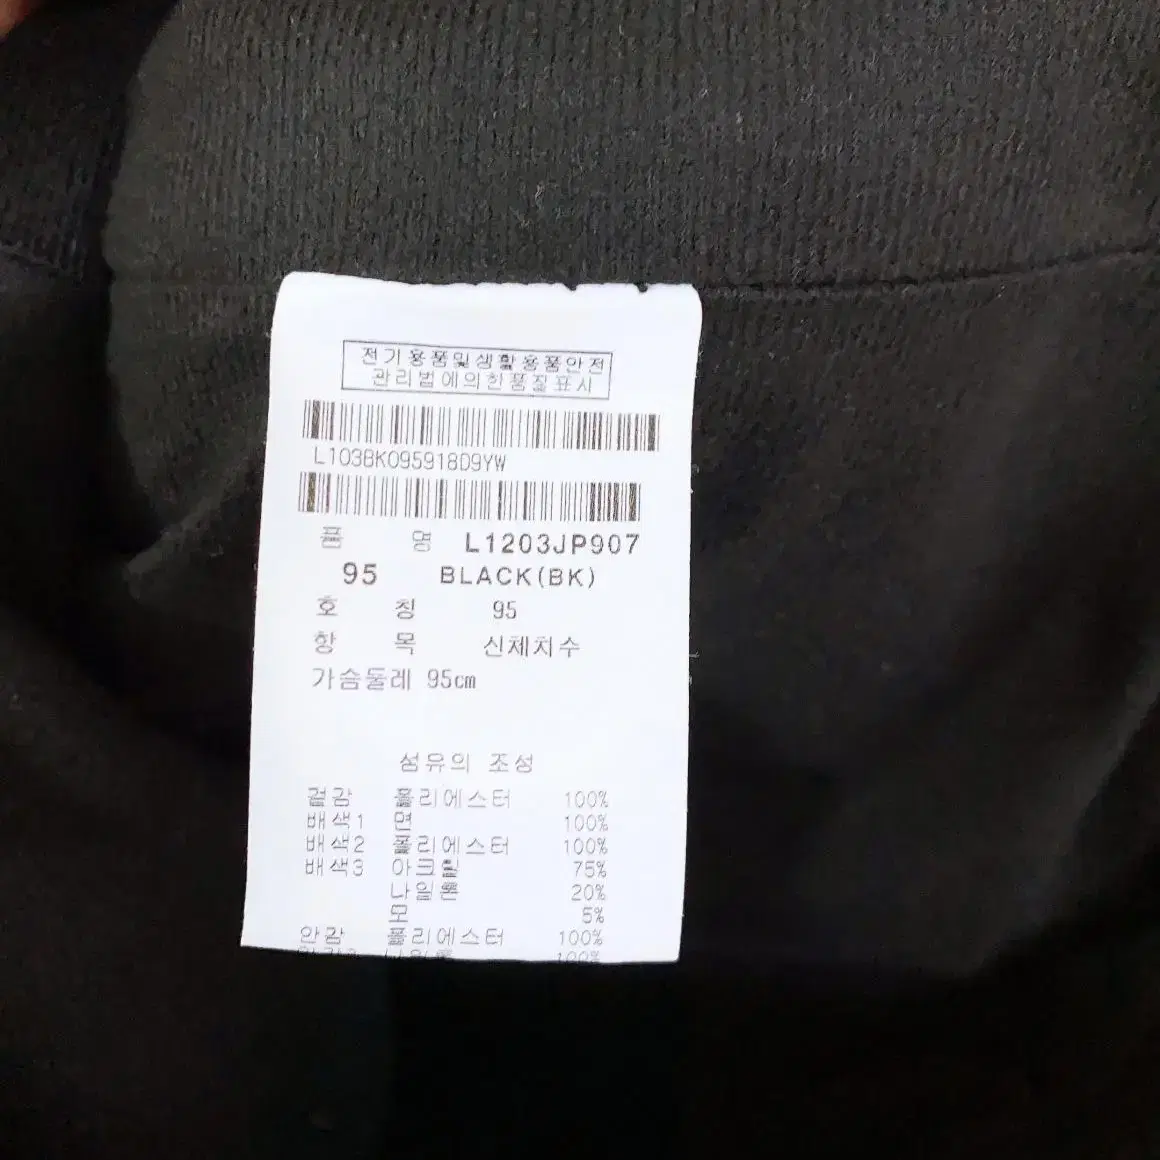 전기용품및생활용품안전
관리법에의한품질표시
L103BK095918D9YW
품 명 L1203JP907
95 BLACK(BK)
호 칭 95
항 목 신체치수
가슴둘레 95cm
섬유의 조성
겉감 폴리에스터 100%
배색1 면 100%
배색2 폴리에스터 100%
배색3 아크릴 75%
나일론 20%
모 5%
안감 폴리에스터 100%
100%